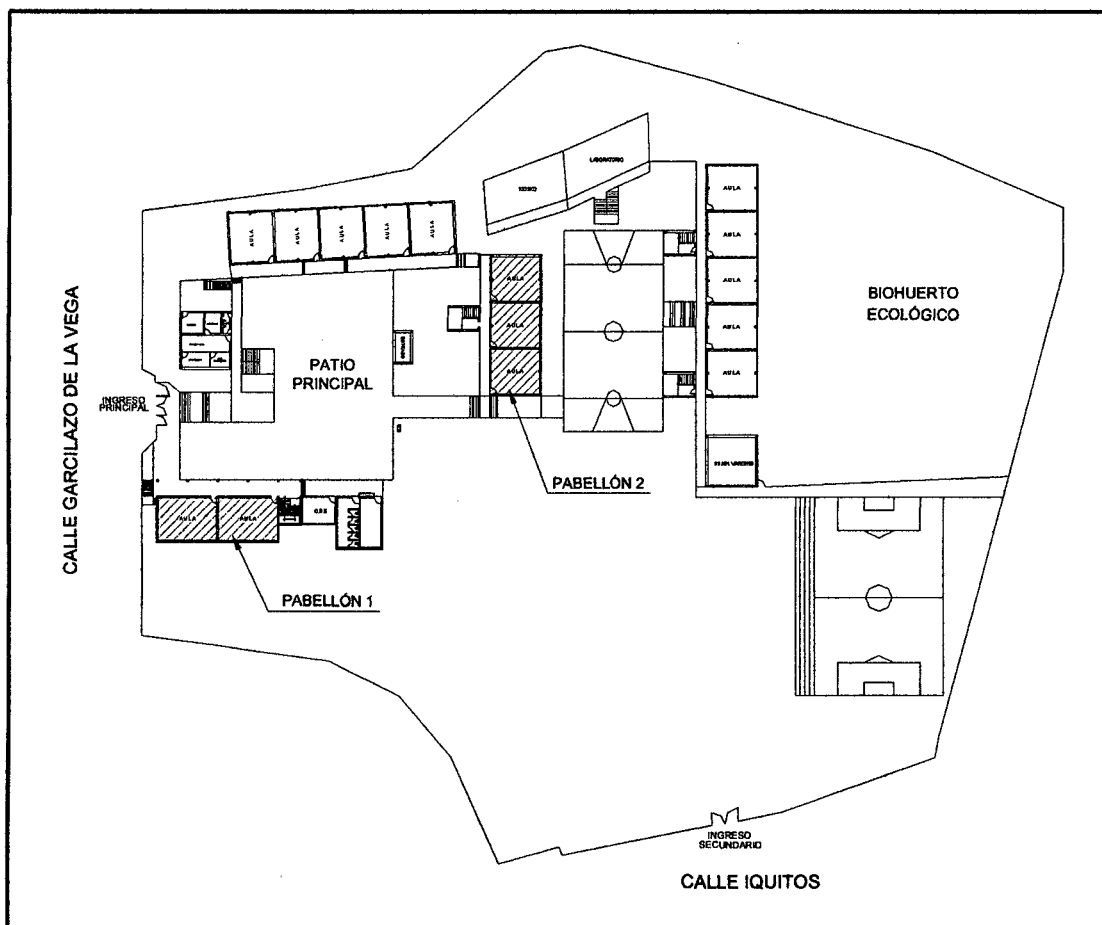 LABORATORIO
KIOSKO
AULA
AULA
AULA
AULA
AULA
AULA
AULA
AULA
AULA
AULA
AULA
AULA
AULA
BIOHUERTO
ECOLÓGICO
PATIO
PRINCIPAL
CALLE GARCILAZO DE LA VEGA
INGRESO
PRINCIPAL
PABELLÓN 2
AULA
AULA
PABELLÓN 1
INGRESO
SECUNDARIO
CALLE IQUITOS